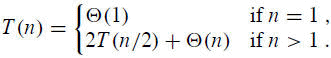 T(n) = { Θ(1) if n = 1 ,
2T(n/2) + Θ(n) if n > 1 .